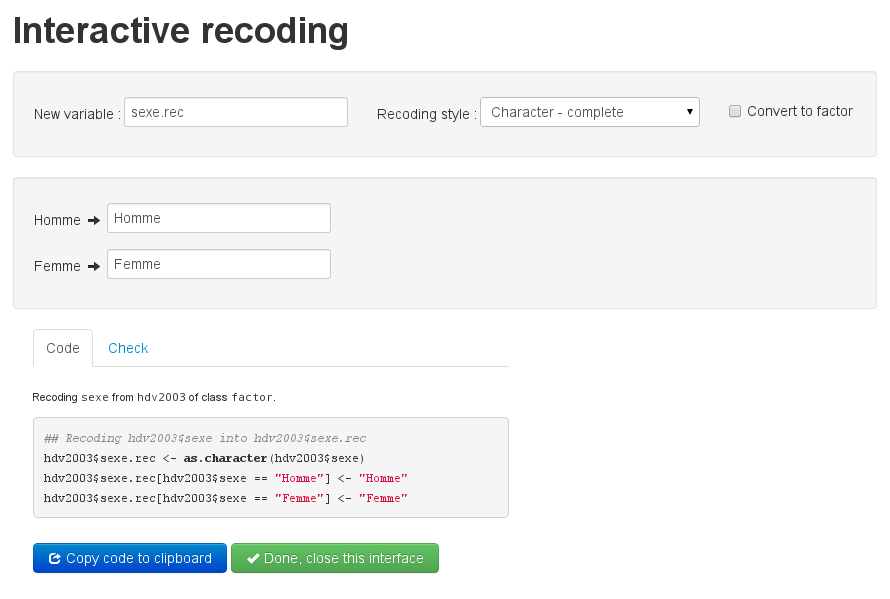 Interactive recoding
New variable : sexe.rec Recoding style : Character - complete Convert to factor
Homme Homme
Femme Femme
Code Check
Recoding sexe from hdv2003 of class factor.
## Recoding hdv2003$sexe into hdv2003$sexe.rec
hdv2003$sexe.rec <- as.character(hdv2003$sexe)
hdv2003$sexe.rec[hdv2003$sexe == "Homme"] <- "Homme"
hdv2003$sexe.rec[hdv2003$sexe == "Femme"] <- "Femme"
Copy code to clipboard Done, close this interface